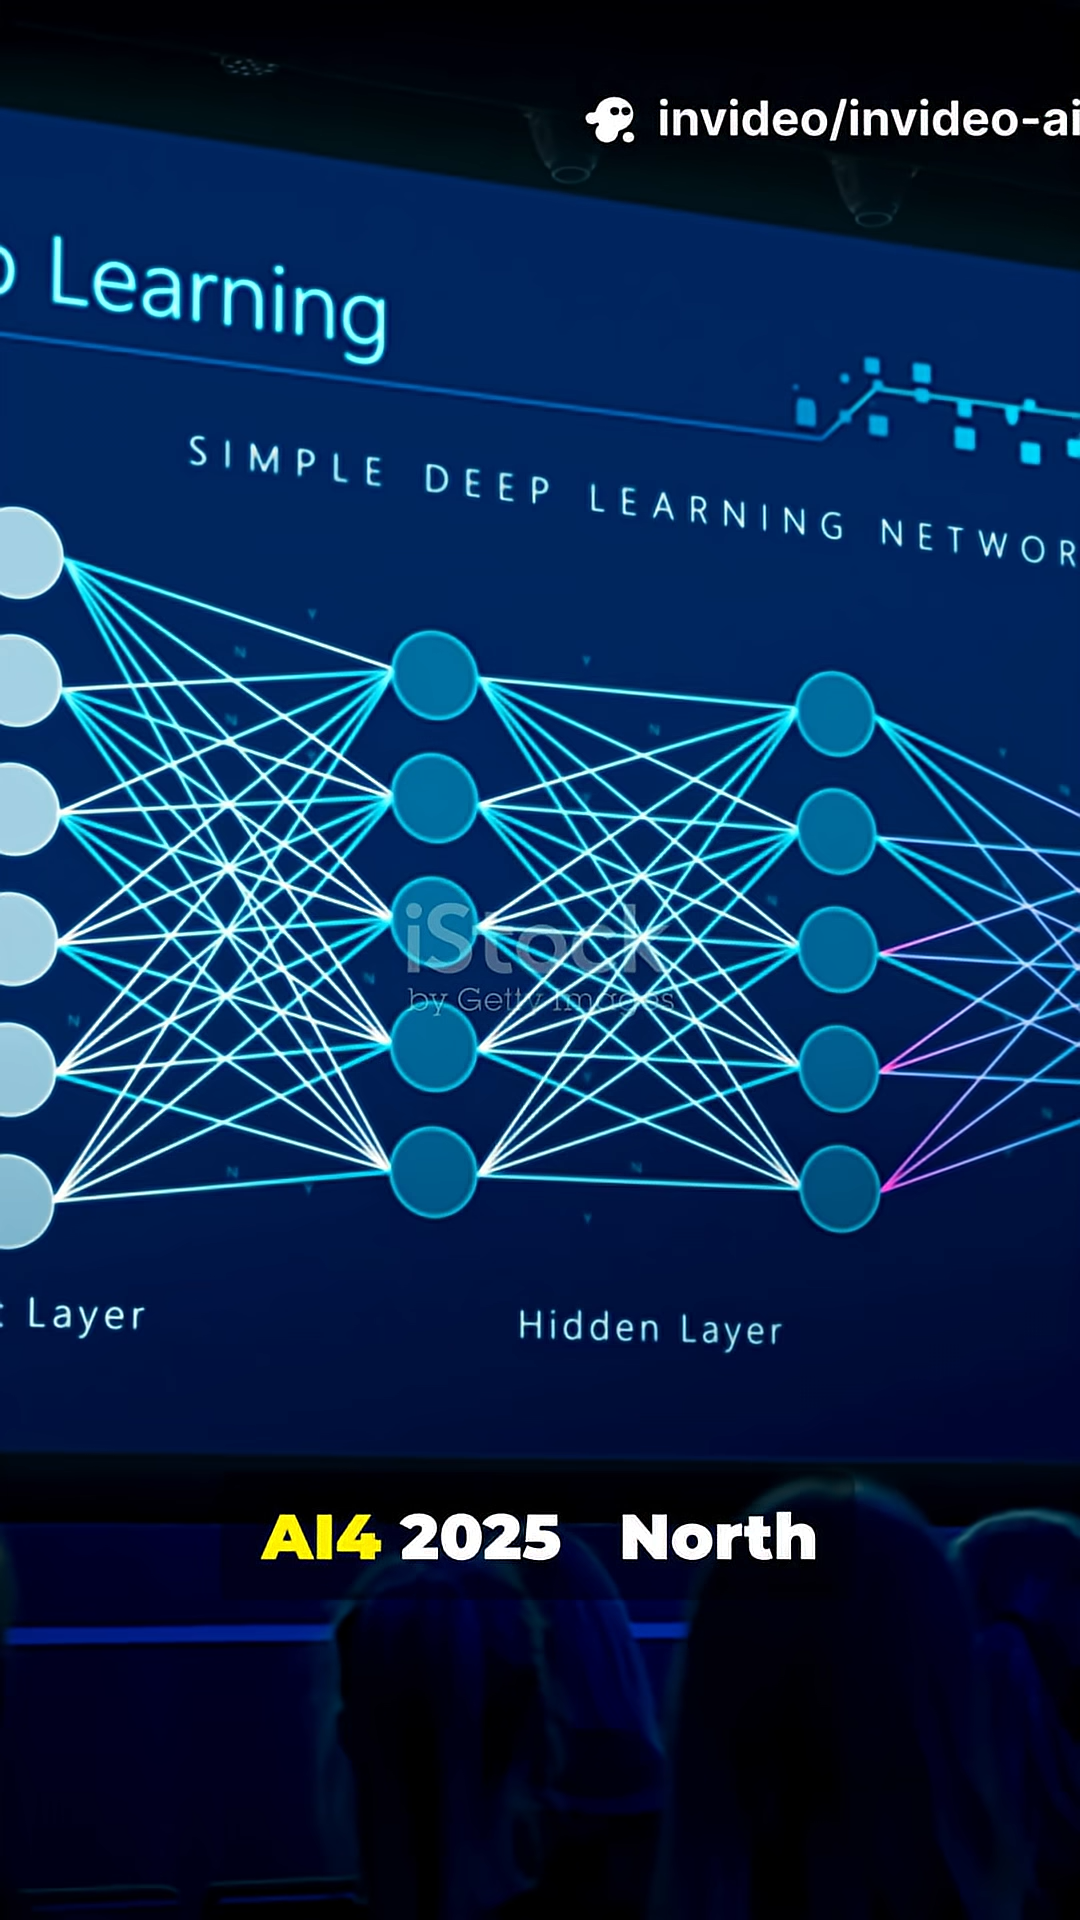 invideo/invideo-ai
Learning
SIMPLE DEEP LEARNING NETWOR
iStock
by Getty Images
Layer
Hidden Layer
AI4 2025 North